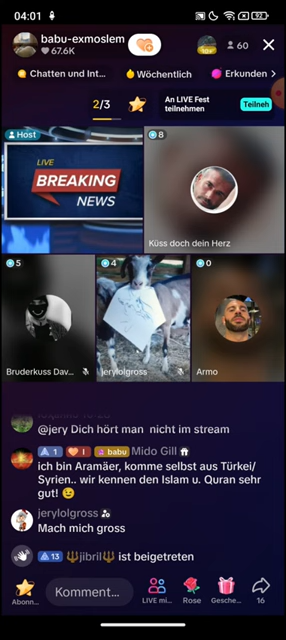 04:01
92
babu-exmoslem
67.6K
60
Chatten und Int...
Wöchentlich
Erkunden
2/3
An LIVE Fest
teilnehmen
Teilneh
Host
8
LIVE
BREAKING
NEWS
Küss doch dein Herz
5
4
0
Bruderkuss Dav...
jerylolgross
Armo
@jery Dich hört man nicht im stream
1
I
babu
Mido Gill
ich bin Aramäer, komme selbst aus Türkei/
Syrien.. wir kennen den Islam u. Quran sehr
gut! 😉
jerylolgross
Mach mich gross
13
🔱jibril🔱 ist beigetreten
Kommentar...
Abonn...
LIVE mi...
Rose
Gesche...
16